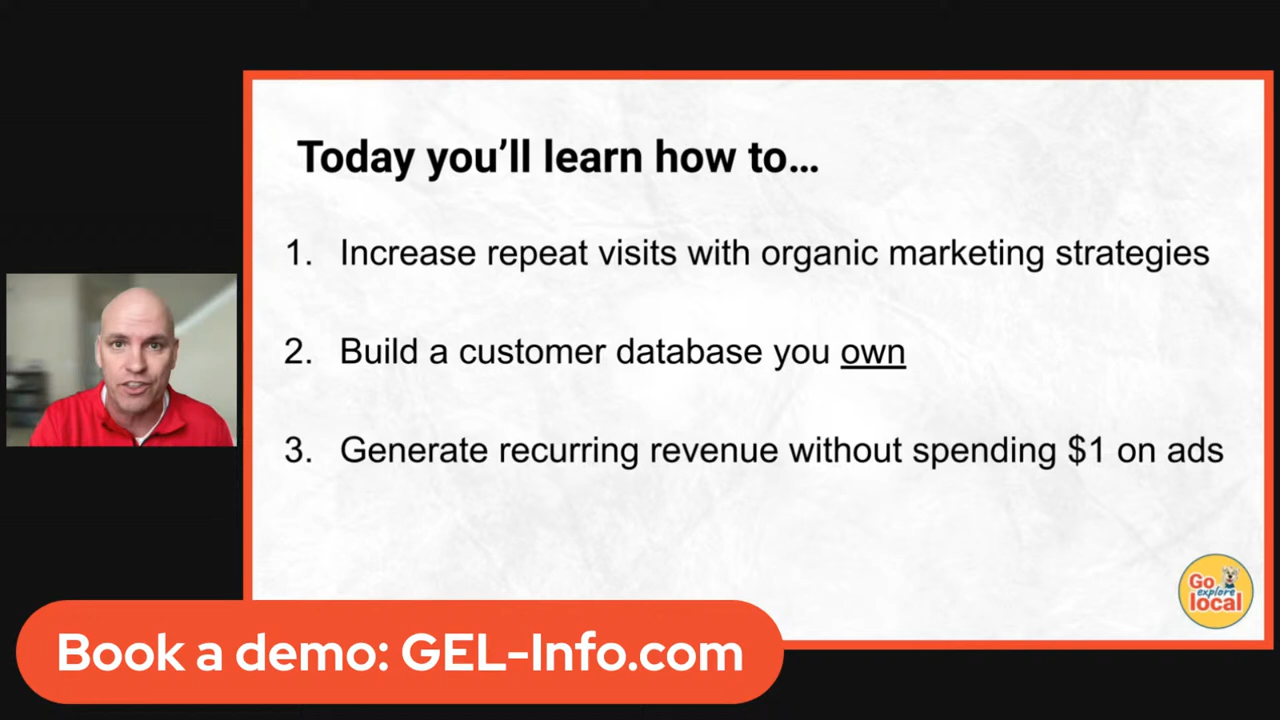 Today you’ll learn how to…
1. Increase repeat visits with organic marketing strategies
2. Build a customer database you own
3. Generate recurring revenue without spending $1 on ads
Go
explore
local
Book a demo: GEL-Info.com